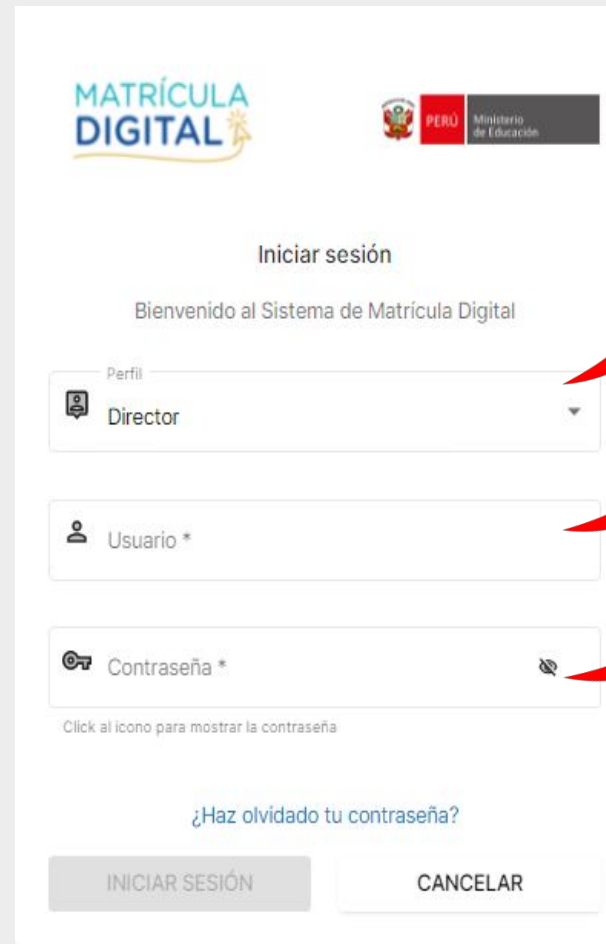 MATRÍCULA
DIGITAL
PERÚ
Ministerio
de Educación
Iniciar sesión
Bienvenido al Sistema de Matrícula Digital
Perfil
Director
Usuario *
Contraseña *
Click al icono para mostrar la contraseña
¿Haz olvidado tu contraseña?
INICIAR SESIÓN CANCELAR